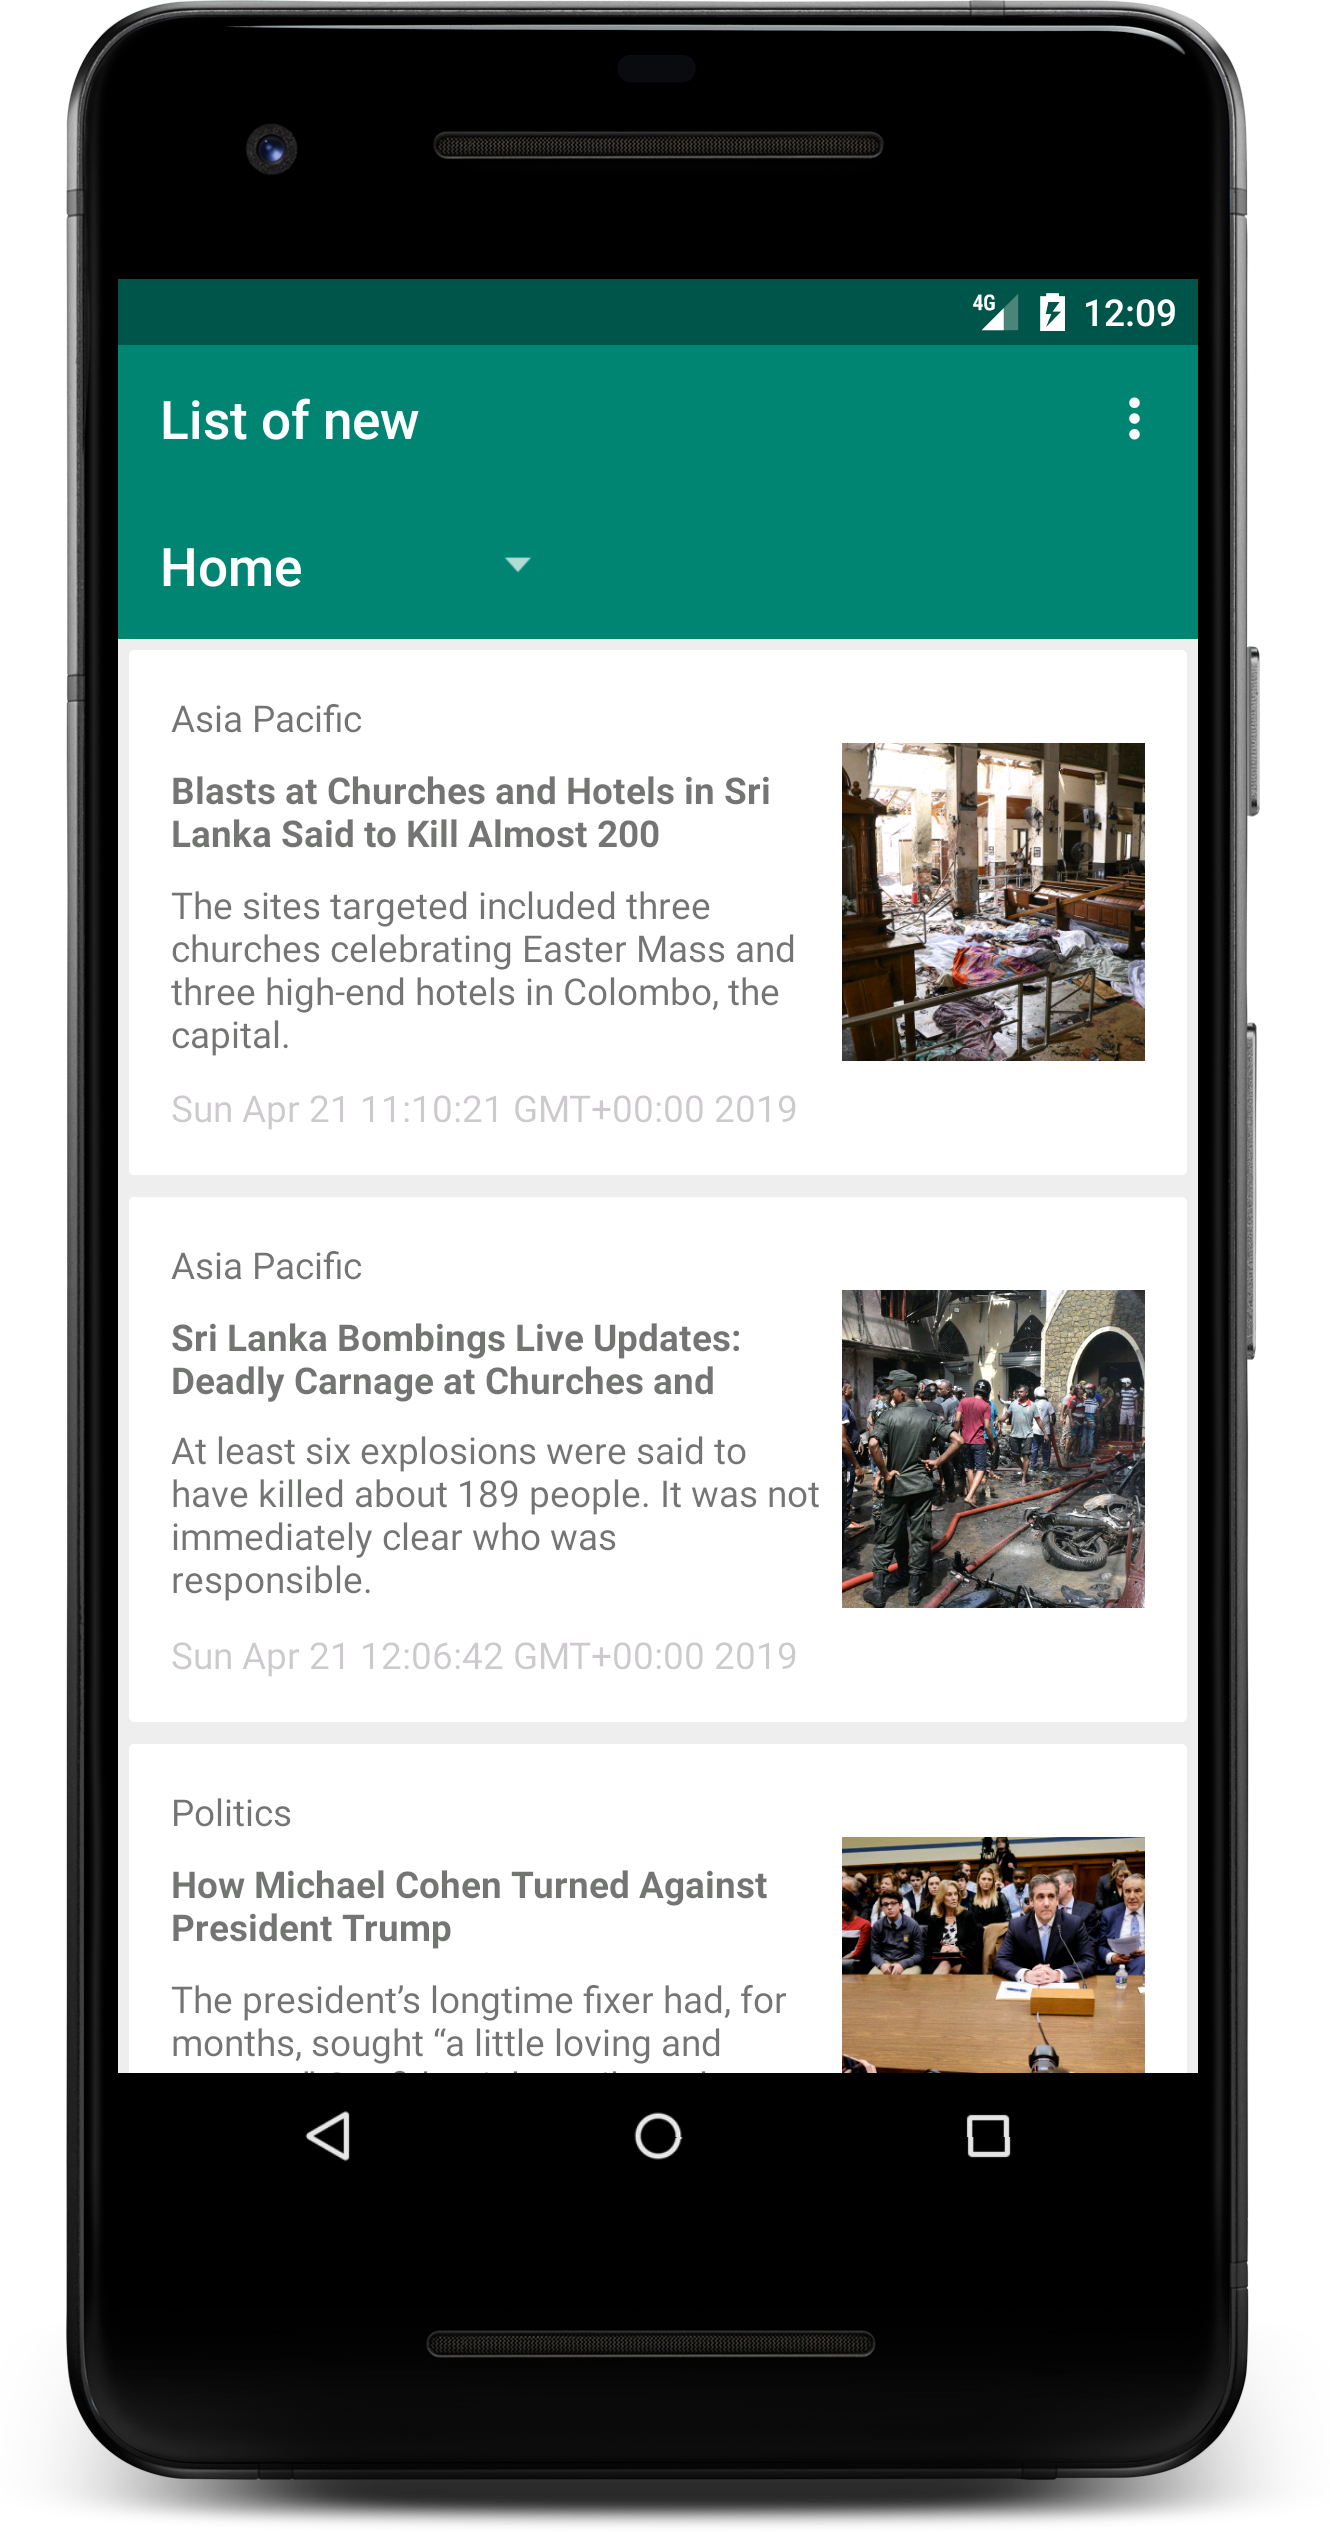 4G 12:09
List of new
Home
Asia Pacific
Blasts at Churches and Hotels in Sri
Lanka Said to Kill Almost 200
The sites targeted included three
churches celebrating Easter Mass and
three high-end hotels in Colombo, the
capital.
Sun Apr 21 11:10:21 GMT+00:00 2019
Asia Pacific
Sri Lanka Bombings Live Updates:
Deadly Carnage at Churches and
At least six explosions were said to
have killed about 189 people. It was not
immediately clear who was
responsible.
Sun Apr 21 12:06:42 GMT+00:00 2019
Politics
How Michael Cohen Turned Against
President Trump
The president’s longtime fixer had, for
months, sought “a little loving and